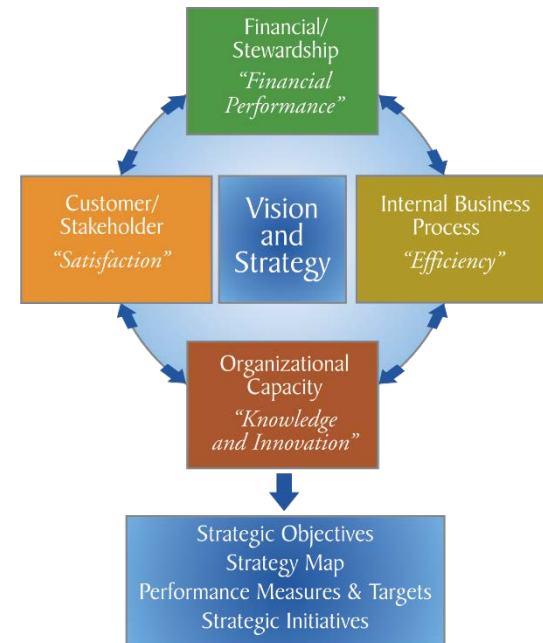 Financial/
Stewardship
"Financial
Performance"
Customer/
Stakeholder
"Satisfaction"
Vision
and
Strategy
Internal Business
Process
"Efficiency"
Organizational
Capacity
"Knowledge
and Innovation"
Strategic Objectives
Strategy Map
Performance Measures & Targets
Strategic Initiatives